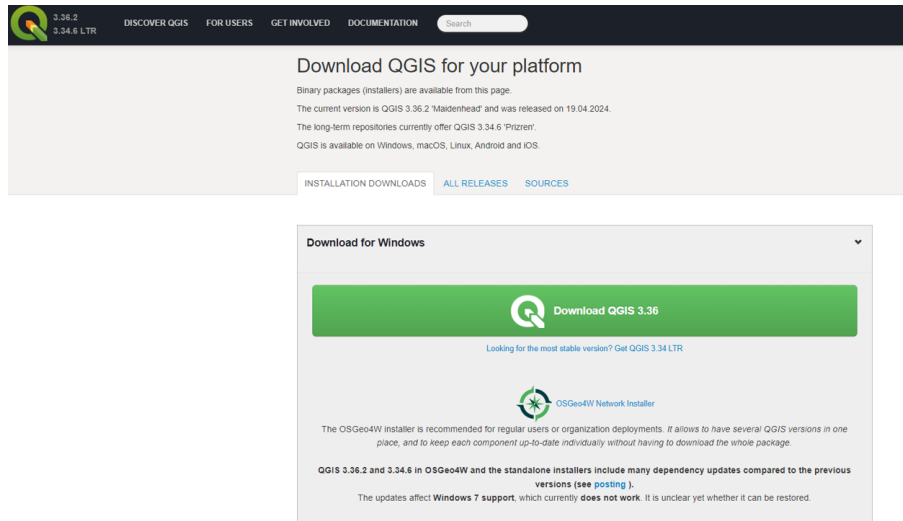 3.36.2
3.34.6 LTR
DISCOVER QGIS
FOR USERS
GET INVOLVED
DOCUMENTATION
Search
Download QGIS for your platform
Binary packages (installers) are available from this page.
The current version is QGIS 3.36.2 'Maidenhead' and was released on 19.04.2024.
The long-term repositories currently offer QGIS 3.34.6 'Prizren'.
QGIS is available on Windows, macOS, Linux, Android and iOS.
INSTALLATION DOWNLOADS
ALL RELEASES
SOURCES
Download for Windows
Download QGIS 3.36
Looking for the most stable version? Get QGIS 3.34 LTR
OSGeo4W Network Installer
The OSGeo4W installer is recommended for regular users or organization deployments. It allows to have several QGIS versions in one
place, and to keep each component up-to-date individually without having to download the whole package.
QGIS 3.36.2 and 3.34.6 in OSGeo4W and the standalone installers include many dependency updates compared to the previous
versions (see posting ).
The updates affect Windows 7 support, which currently does not work. It is unclear yet whether it can be restored.